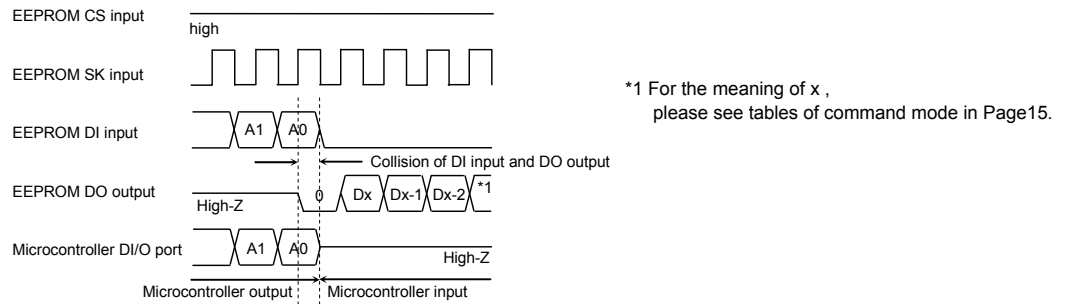 EEPROM CS input
high
EEPROM SK input
*1 For the meaning of x ,
please see tables of command mode in Page15.
EEPROM DI input
A1
A0
Collision of DI input and DO output
EEPROM DO output
High-Z
0
Dx
Dx-1
Dx-2
*1
Microcontroller DI/O port
A1
A0
High-Z
Microcontroller output
Microcontroller input